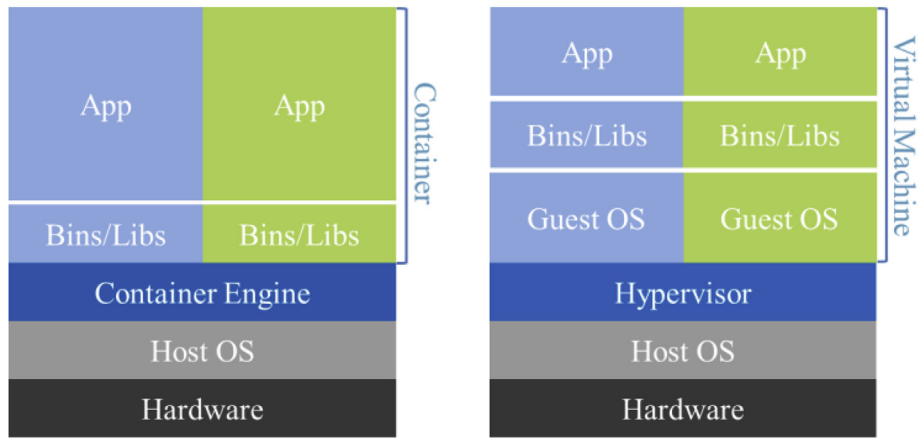 App App
Bins/Libs Bins/Libs
Container Engine
Host OS
Hardware
Container
App App
Bins/Libs Bins/Libs
Guest OS Guest OS
Hypervisor
Host OS
Hardware
Virtual Machine